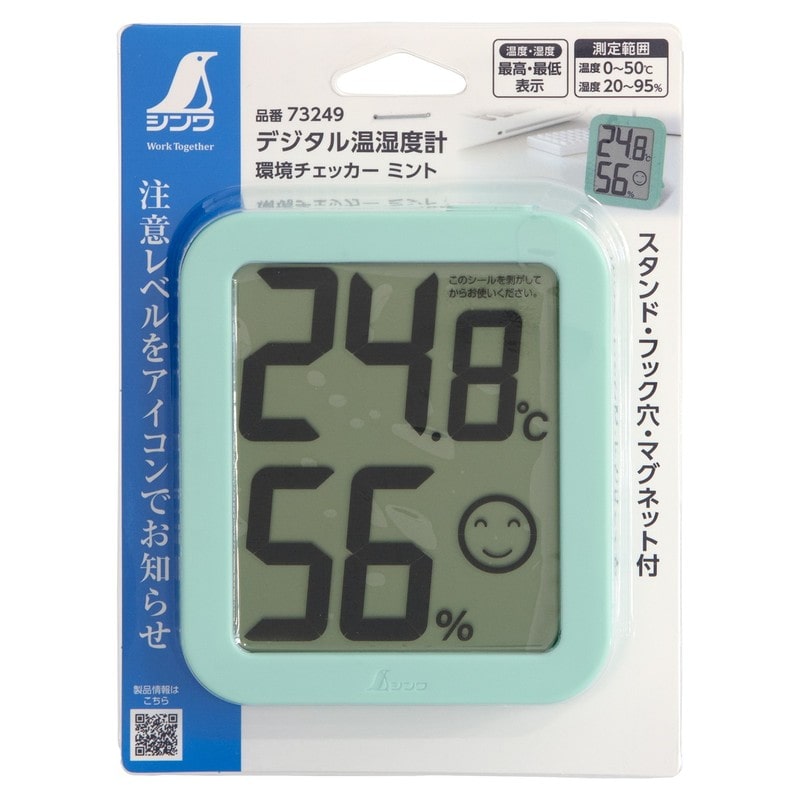 シンワ
Work Together
注意レベルをアイコンでお知らせ
製品情報は
こちら
品番 73249
デジタル温湿度計
環境チェッカー ミント
温度・湿度
最高・最低
表示
測定範囲
温度 0~50℃
湿度 20~95%
24.8℃
56%
スタンド・フック穴・マグネット付
このシールを剥がして
からお使いください。
24.8℃
56%
シンワ